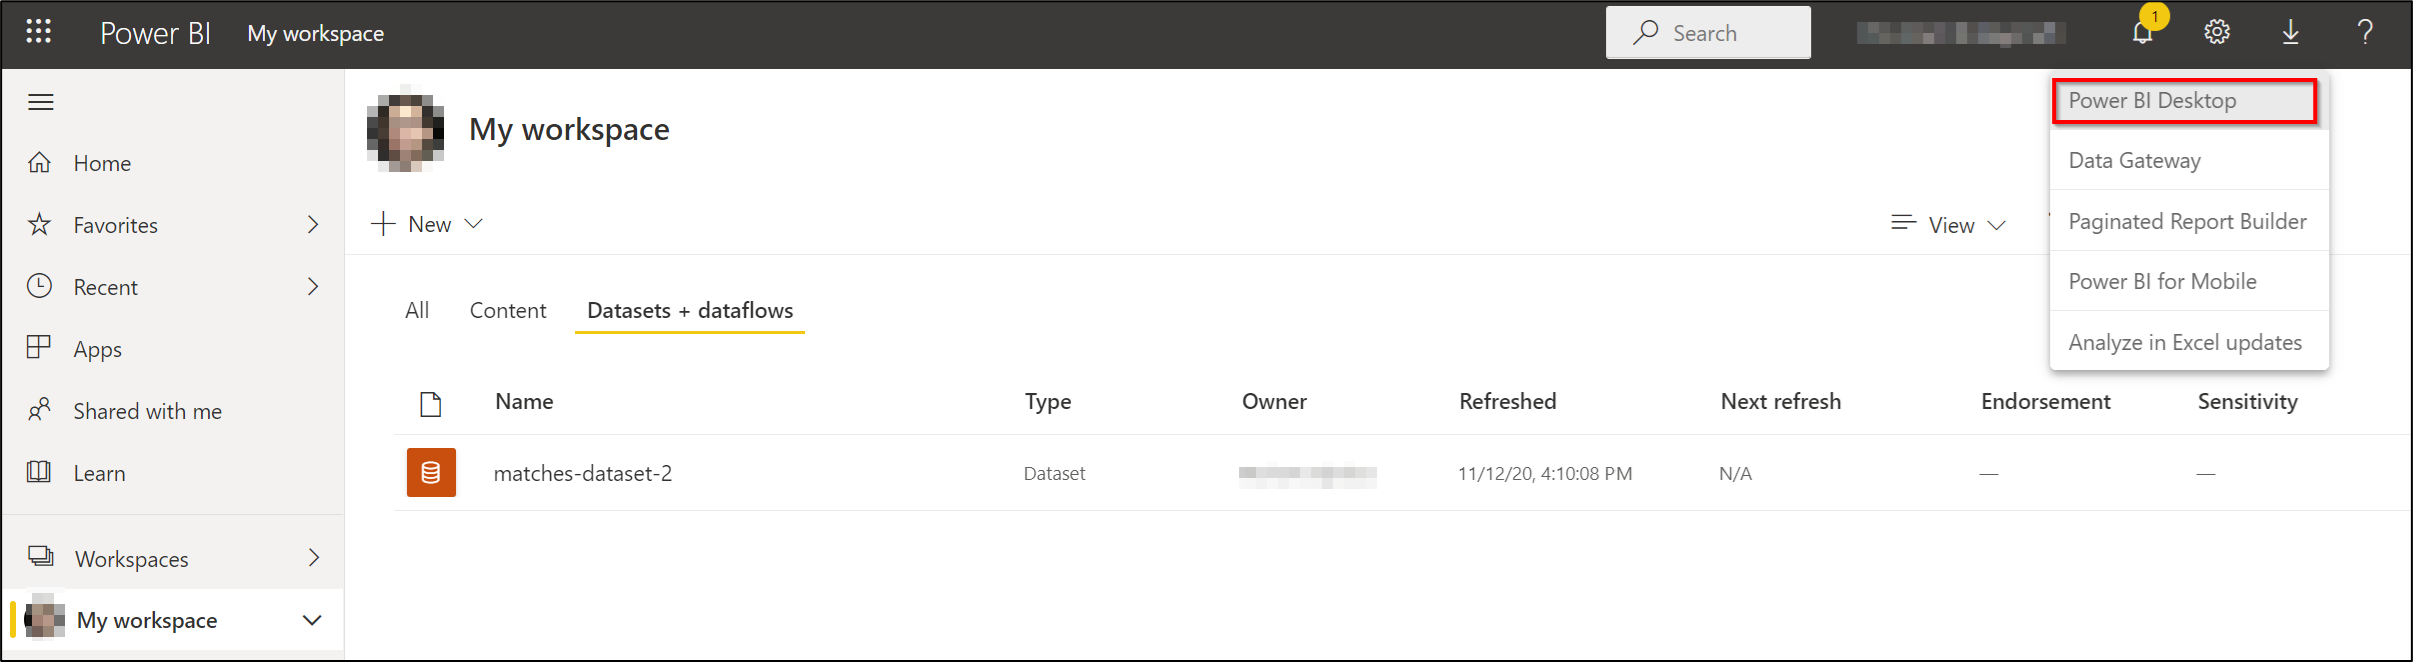 Power BI My workspace Search 1 ?
My workspace
Power BI Desktop
Data Gateway
Paginated Report Builder
Power BI for Mobile
Analyze in Excel updates
Home
Favorites
Recent
Apps
Shared with me
Learn
Workspaces
My workspace
New View
All Content Datasets + dataflows
Name Type Owner Refreshed Next refresh Endorsement Sensitivity
matches-dataset-2 Dataset 11/12/20, 4:10:08 PM N/A — —